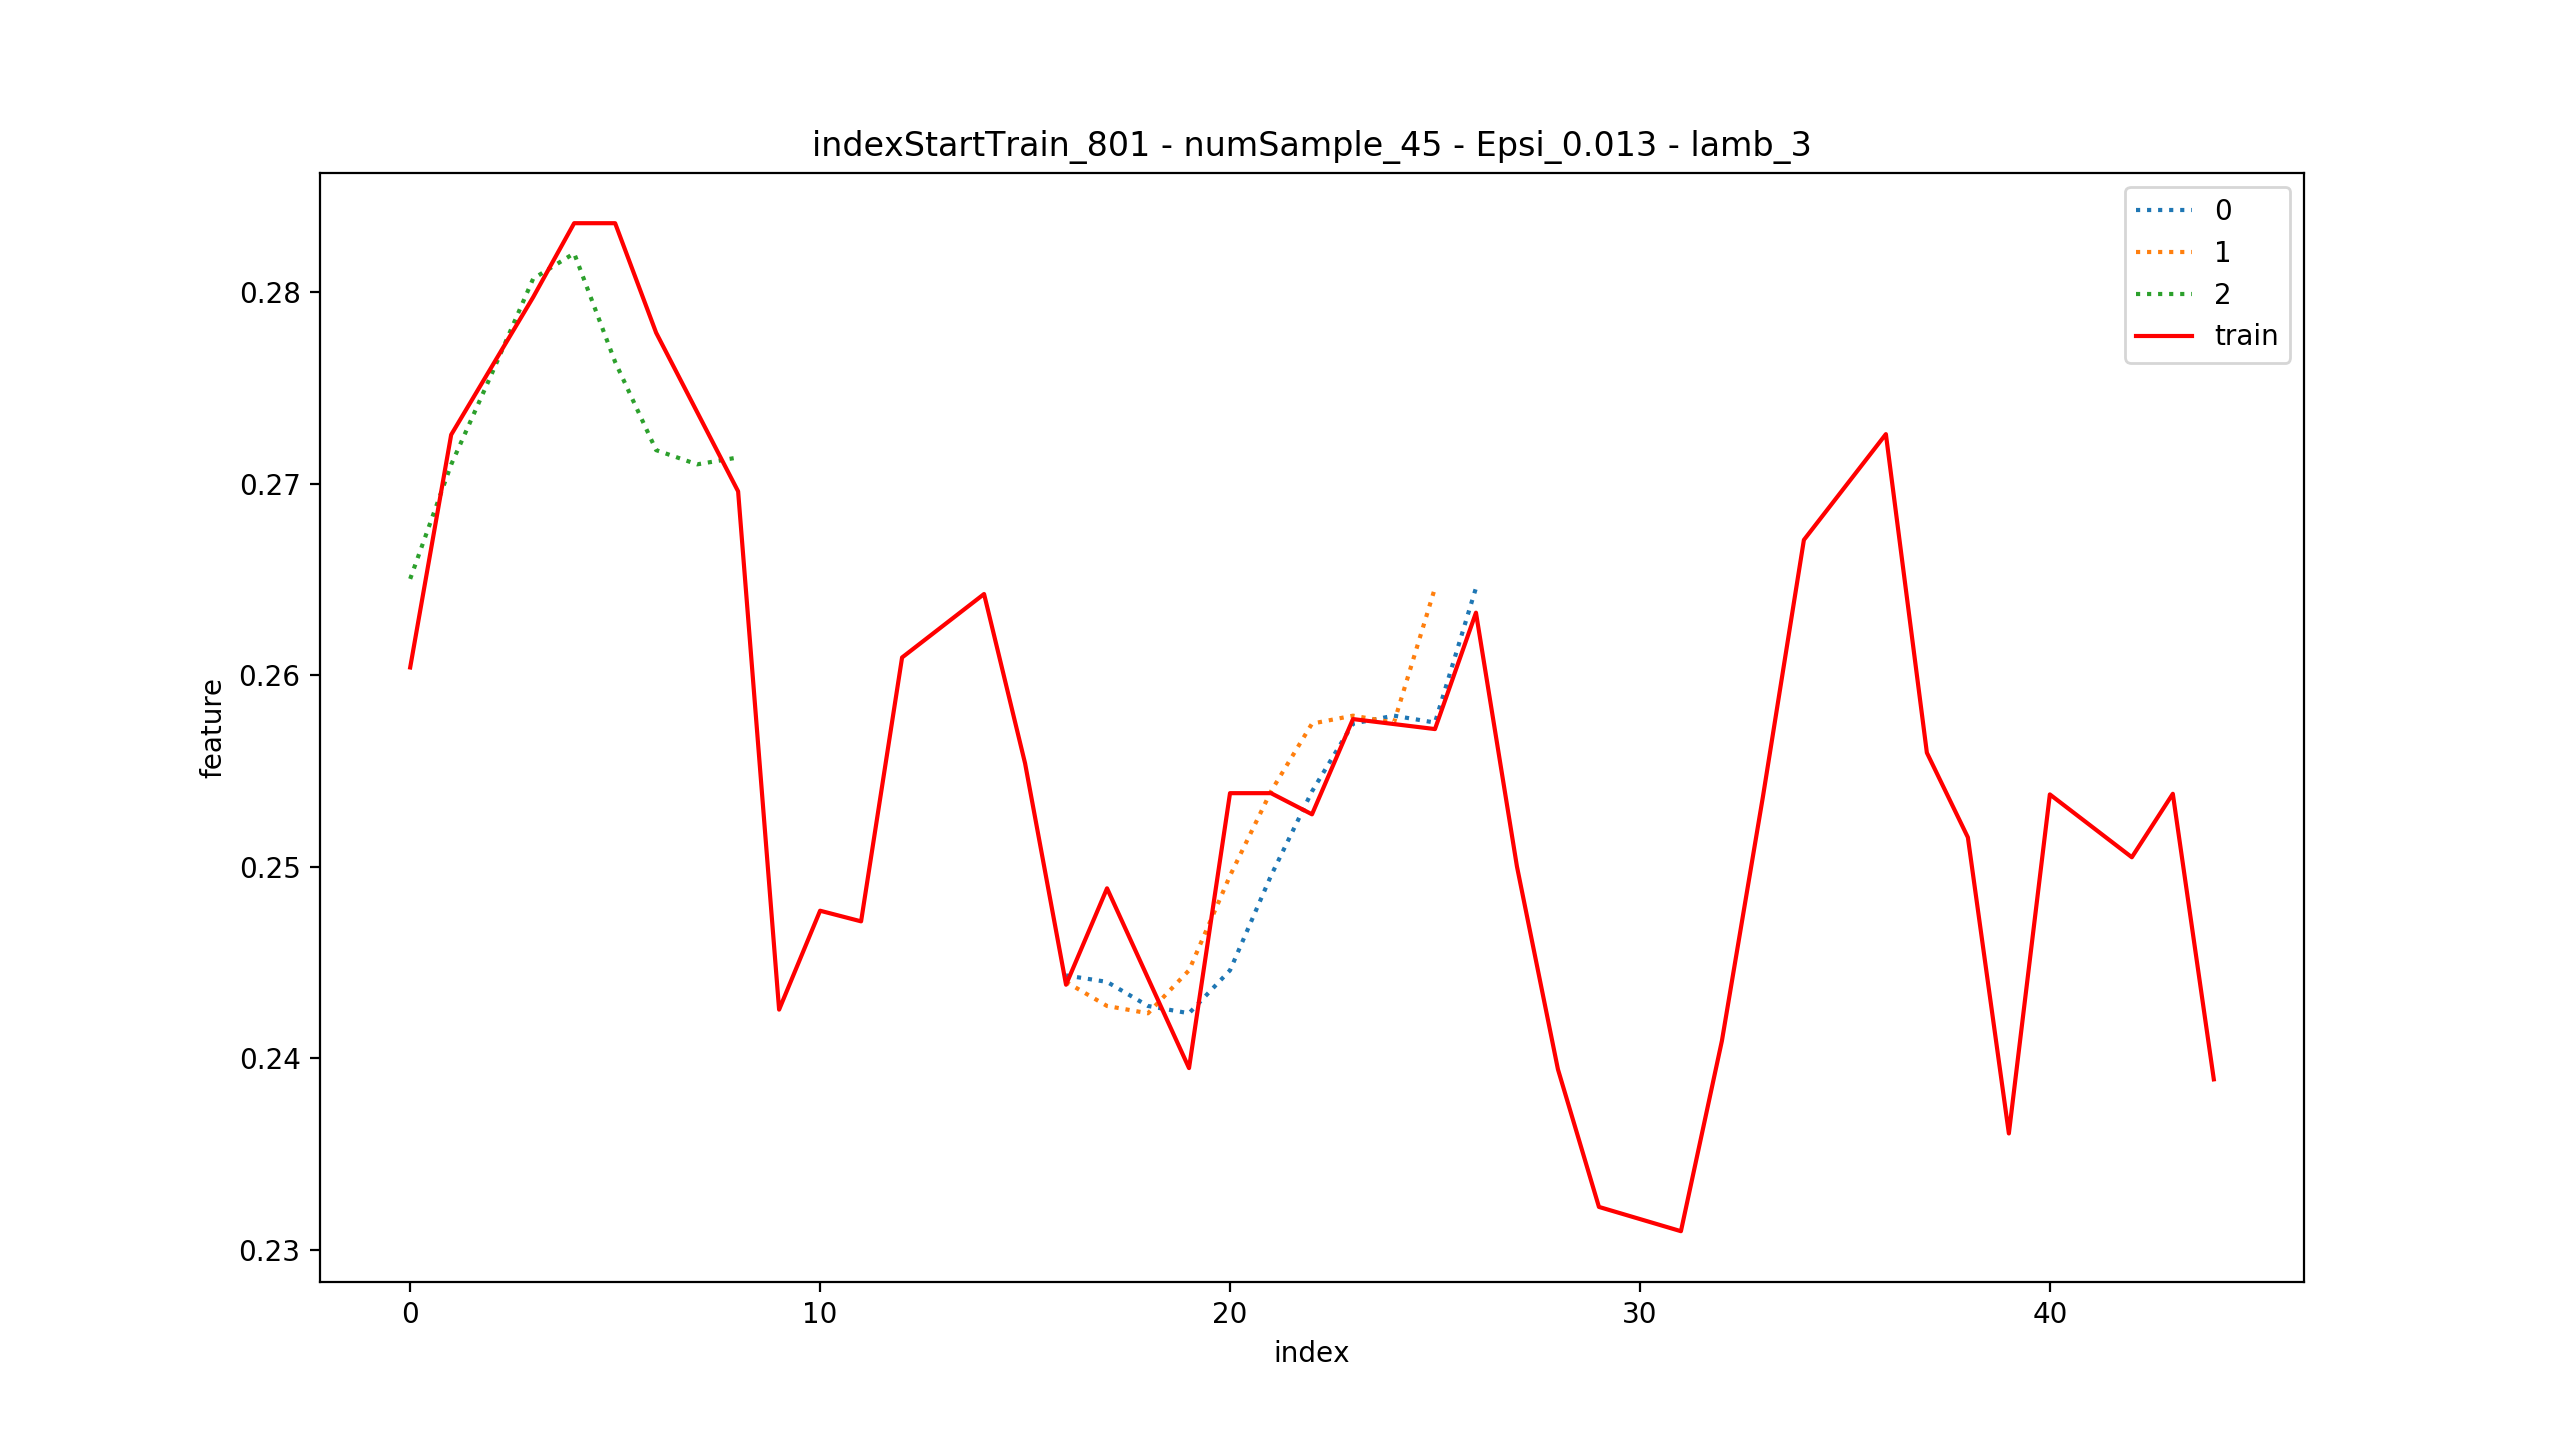 indexStartTrain_801 - numSample_45 - Epsi_0.013 - lamb_3
0
1
2
train
0.28
0.27
0.26
0.25
0.24
0.23
feature
0 10 20 30 40
index